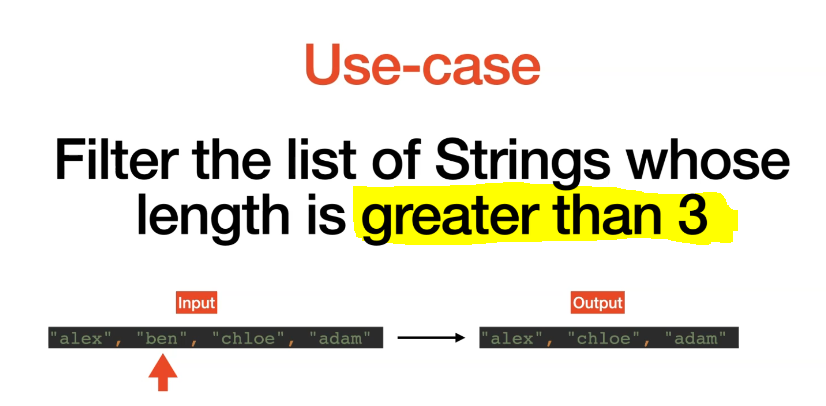 Use-case
Filter the list of Strings whose
length is greater than 3
Input
Output
"alex", "ben", "chloe", "adam"
"alex", "chloe", "adam"